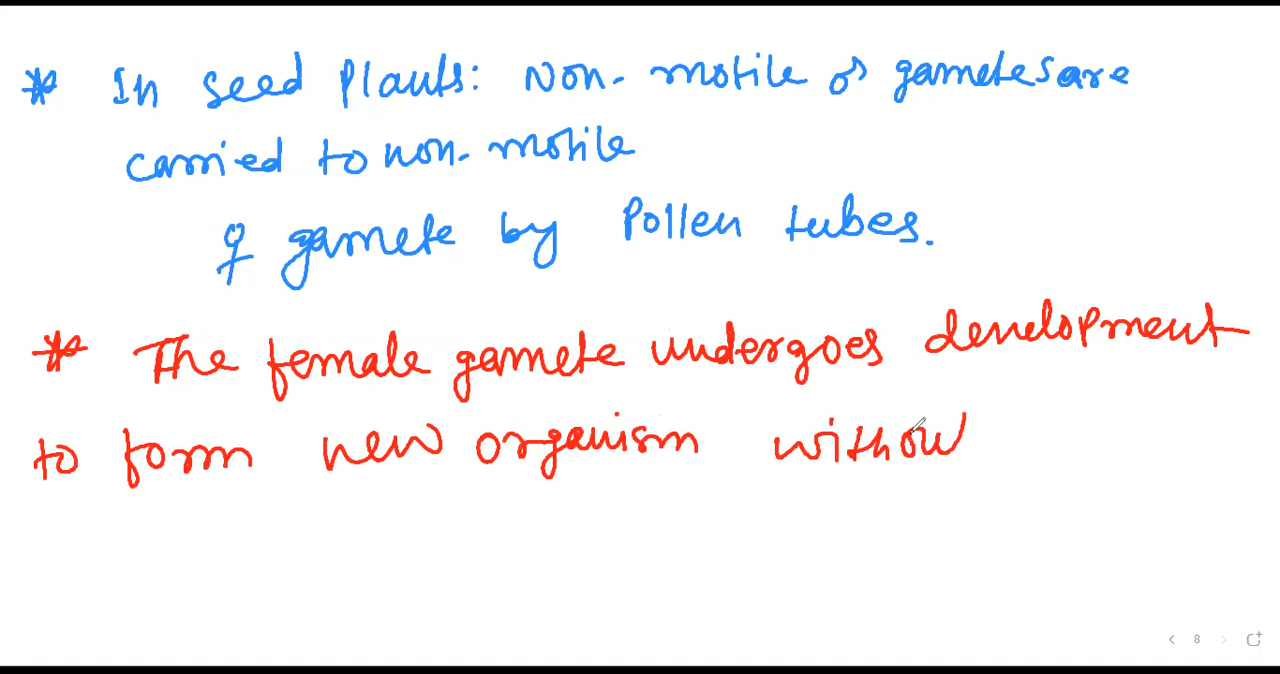 * In seed plants: Non-motile ♂ gametes are
carried to non-motile
♀ gamete by Pollen tubes.
* The female gamete undergoes development
to form new organism withou
8